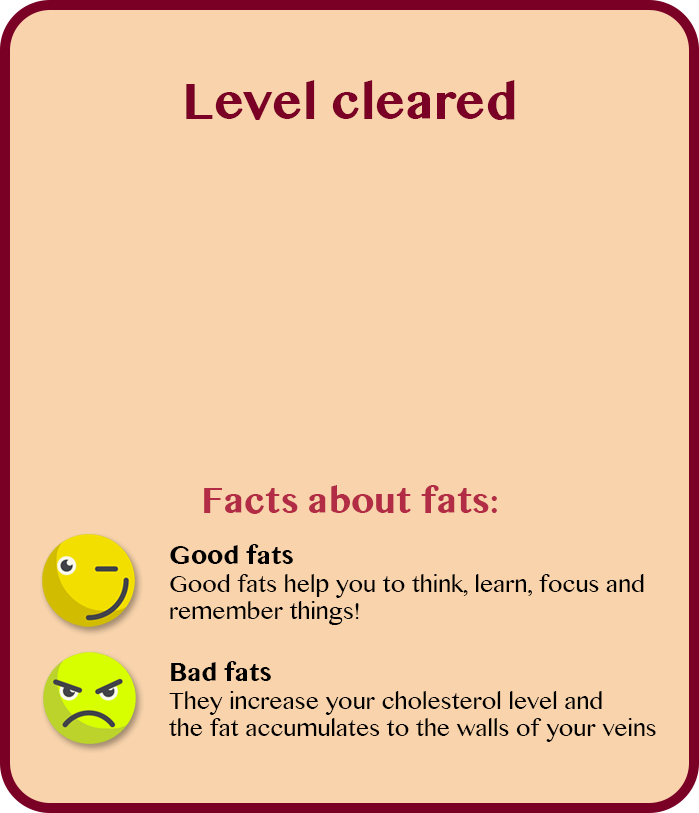 Level cleared
Facts about fats:
Good fats
Good fats help you to think, learn, focus and
remember things!
Bad fats
They increase your cholesterol level and
the fat accumulates to the walls of your veins